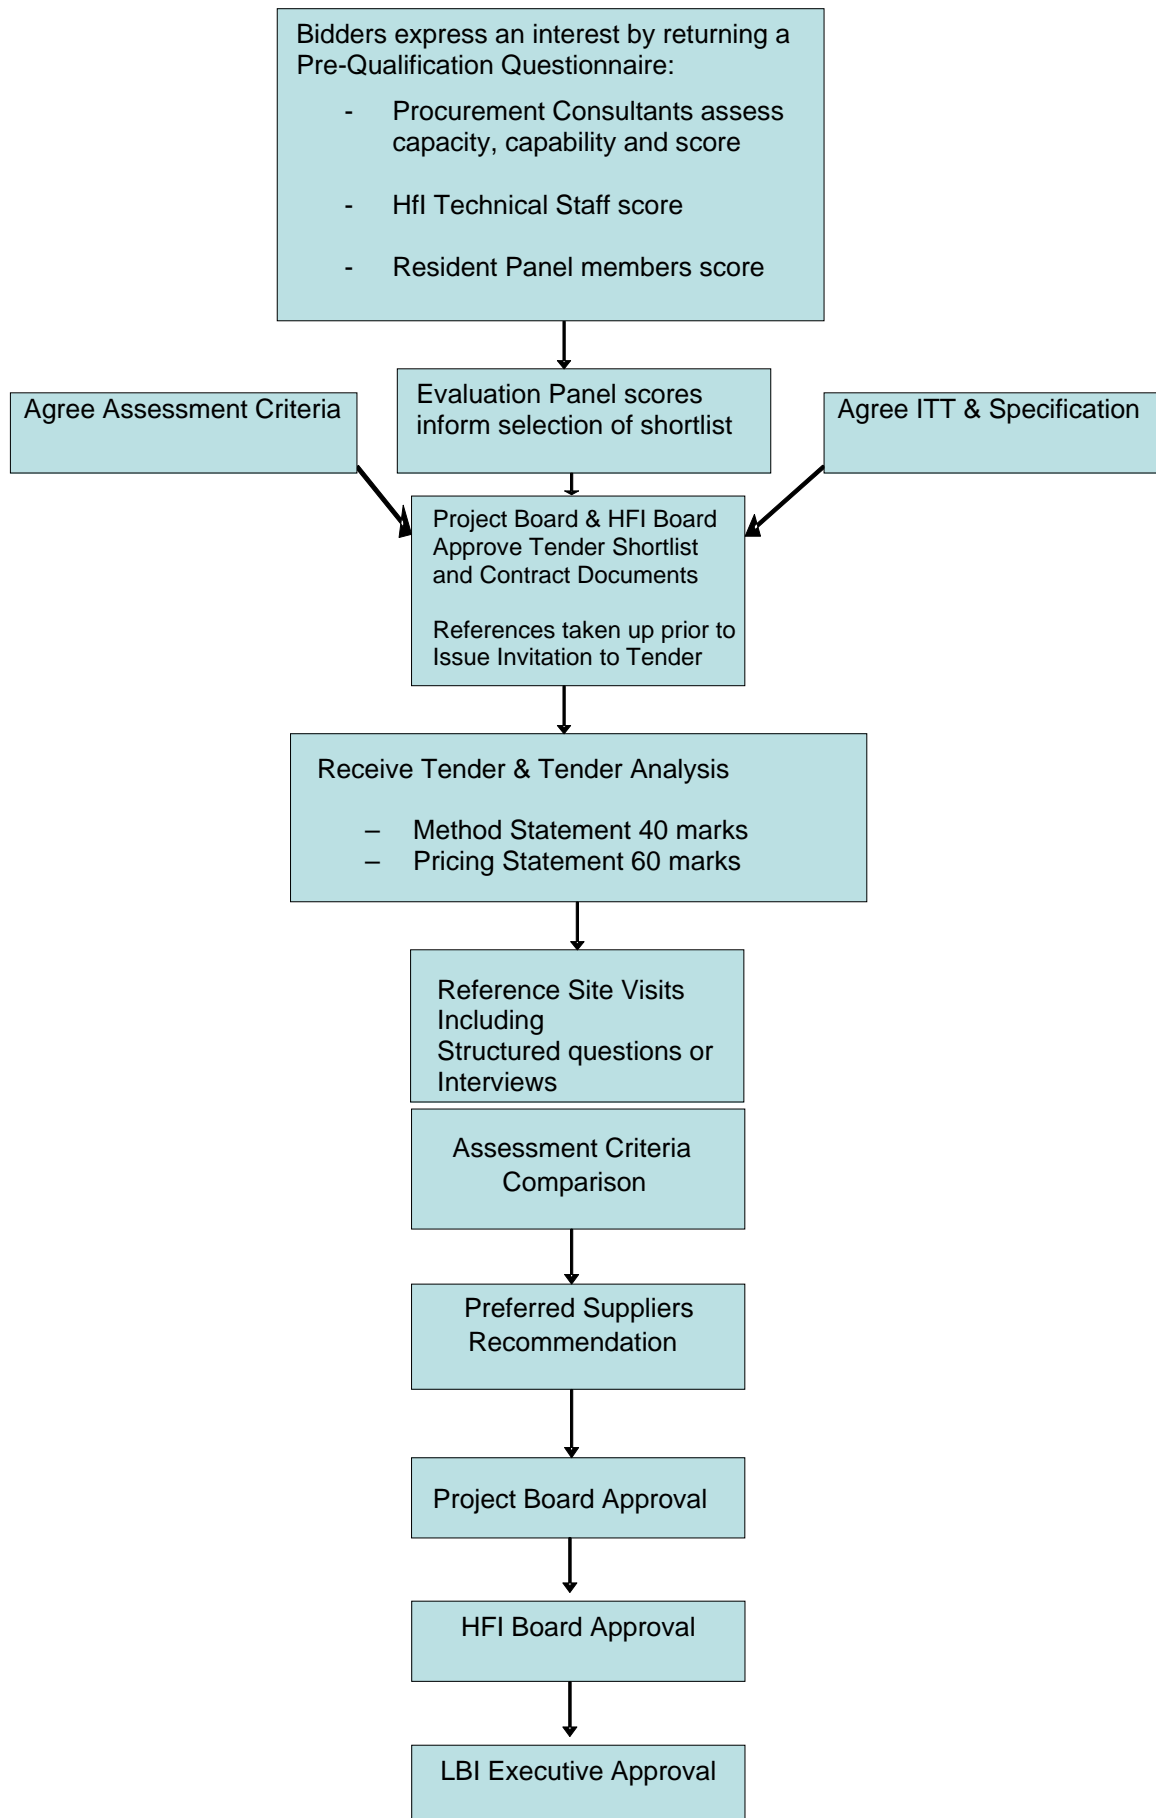 Bidders express an interest by returning a
Pre-Qualification Questionnaire:
- Procurement Consultants assess
capacity, capability and score
- HfI Technical Staff score
- Resident Panel members score
Evaluation Panel scores
inform selection of shortlist
Agree Assessment Criteria
Agree ITT & Specification
Project Board & HFI Board
Approve Tender Shortlist
and Contract Documents
References taken up prior to
Issue Invitation to Tender
Receive Tender & Tender Analysis
– Method Statement 40 marks
– Pricing Statement 60 marks
Reference Site Visits
Including
Structured questions or
Interviews
Assessment Criteria
Comparison
Preferred Suppliers
Recommendation
Project Board Approval
HFI Board Approval
LBI Executive Approval